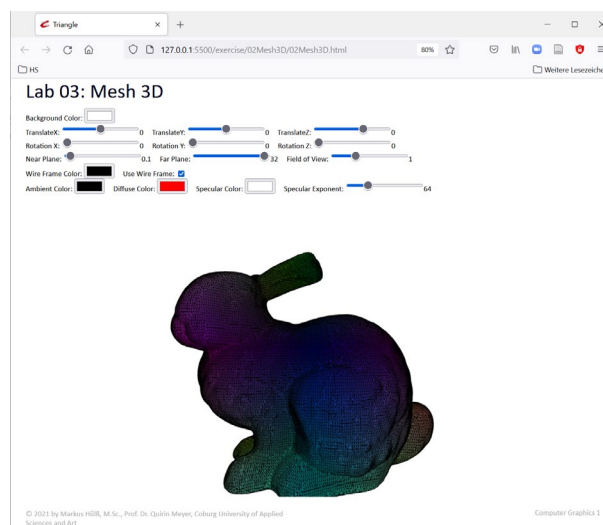 Triangle
127.0.0.1:5500/exercise/02Mesh3D/02Mesh3D.html 80%
HS Weitere Lesezeichen
Lab 03: Mesh 3D
Background Color:
TranslateX: 0 TranslateY: 0 TranslateZ: 0
Rotation X: 0 Rotation Y: 0 Rotation Z: 0
Near Plane: 0.1 Far Plane: 32 Field of View: 1
Wire Frame Color: Use Wire Frame:
Ambient Color: Diffuse Color: Specular Color: Specular Exponent: 64
© 2021 by Markus M.Sc., Prof. Dr. Quirin Meyer, Coburg University of Applied Computer Graphics 1
Sciences and Art